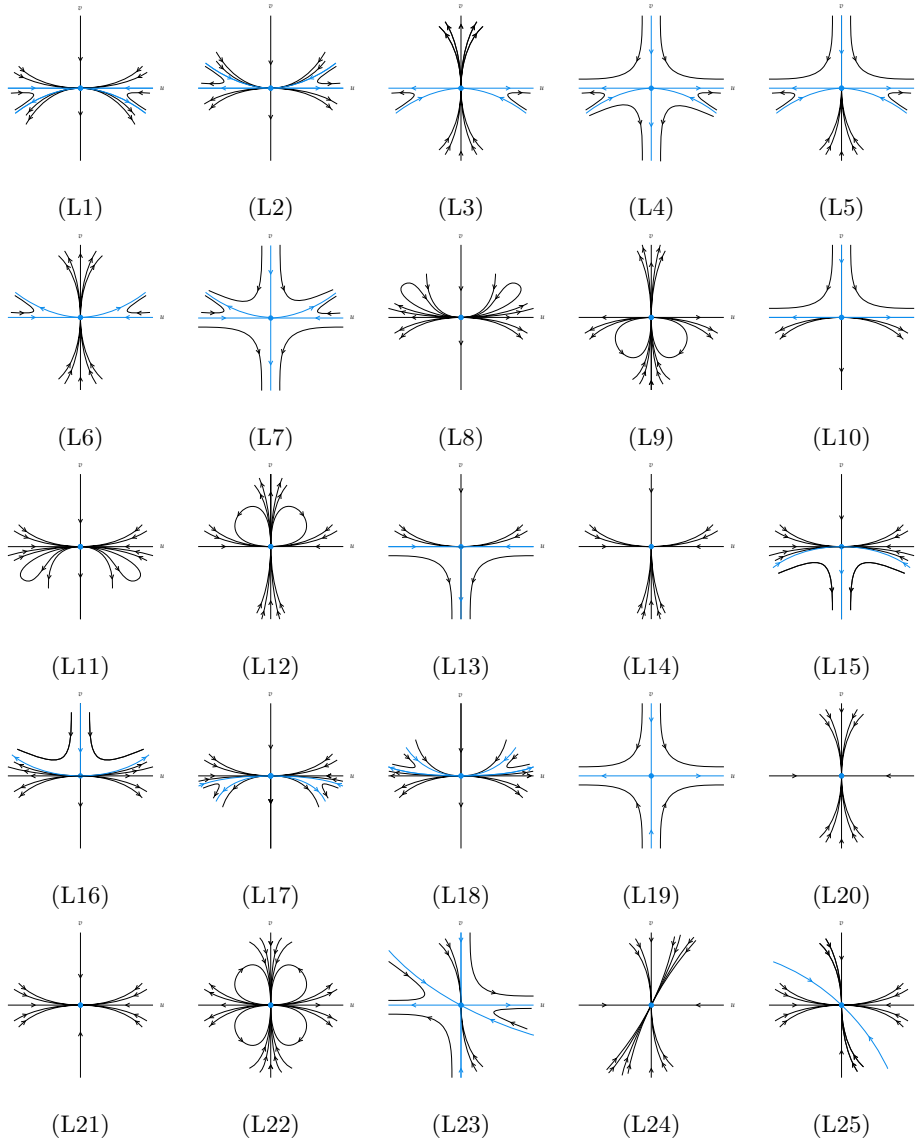 v v v v v
u u u u
(L1) (L2) (L3) (L4) (L5)
v v v v v
u u u u
(L6) (L7) (L8) (L9) (L10)
v v v v v
u u u u
(L11) (L12) (L13) (L14) (L15)
v v v v v
u u u u
(L16) (L17) (L18) (L19) (L20)
v v v v v
u u u u
(L21) (L22) (L23) (L24) (L25)